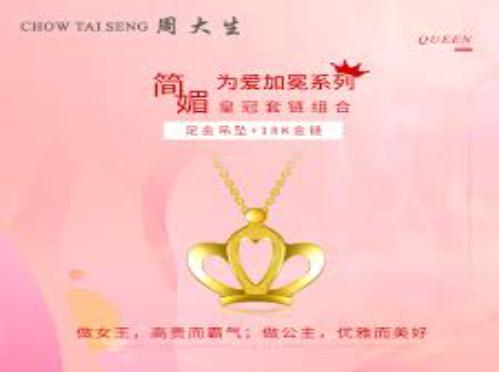 CHOW TAI SENG 周大生
QUEEN
简媚
为爱加冕系列
皇冠套链组合
足金吊坠+18K金链
做女王，高贵而霸气；做公主，优雅而美好